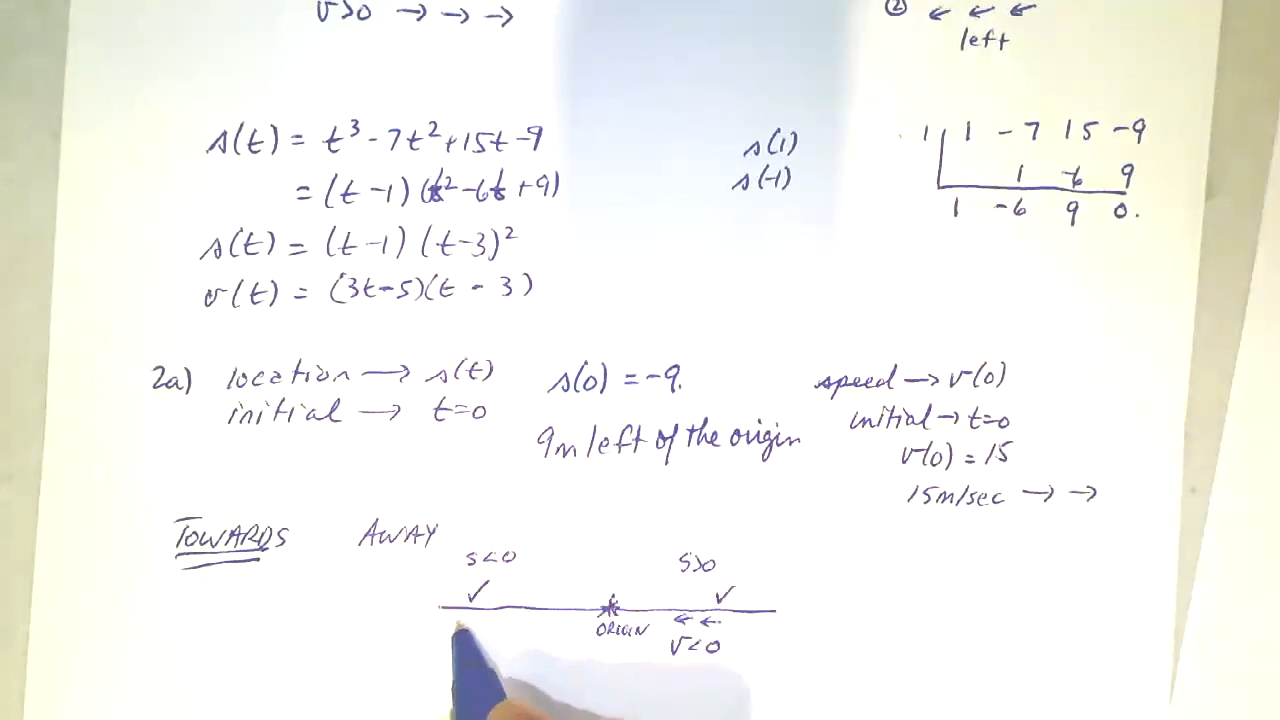 v>0 → → →
② ← ← ←
left
s(t) = t³ - 7t² + 15t - 9
= (t - 1)(t² - 6t + 9)
s(t) = (t - 1)(t - 3)²
v(t) = (3t - 5)(t - 3)
s(1)
s(-1)
1 | 1 -7 15 -9
1 -6 9
1 -6 9 0.
2a) location → s(t)
initial → t=0
s(0) = -9.
9m left of the origin
speed → v(0)
initial → t=0
v(0) = 15
15m/sec → →
TOWARDS AWAY
s<0 s>0
✓ ✓
ORIGIN ← ←
v<0